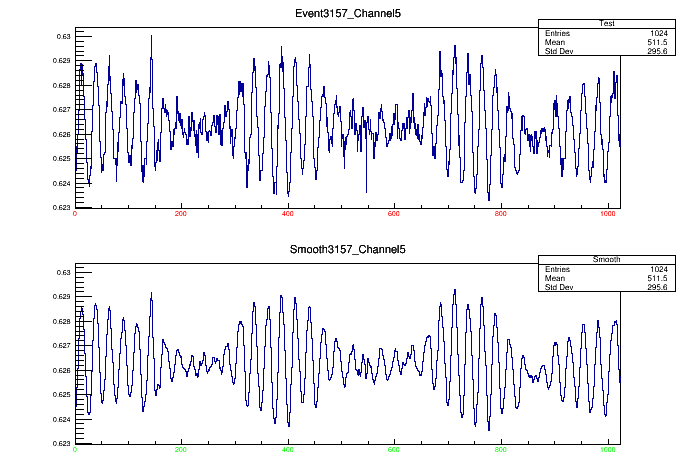 Event3157_Channel5
Test
Entries 1024
Mean 511.5
Std Dev 295.6
0.63
0.629
0.628
0.627
0.626
0.625
0.624
0.623
0 200 400 600 800 1000
Smooth3157_Channel5
Smooth
Entries 1024
Mean 511.5
Std Dev 295.6
0.63
0.629
0.628
0.627
0.626
0.625
0.624
0.623
0 200 400 600 800 1000